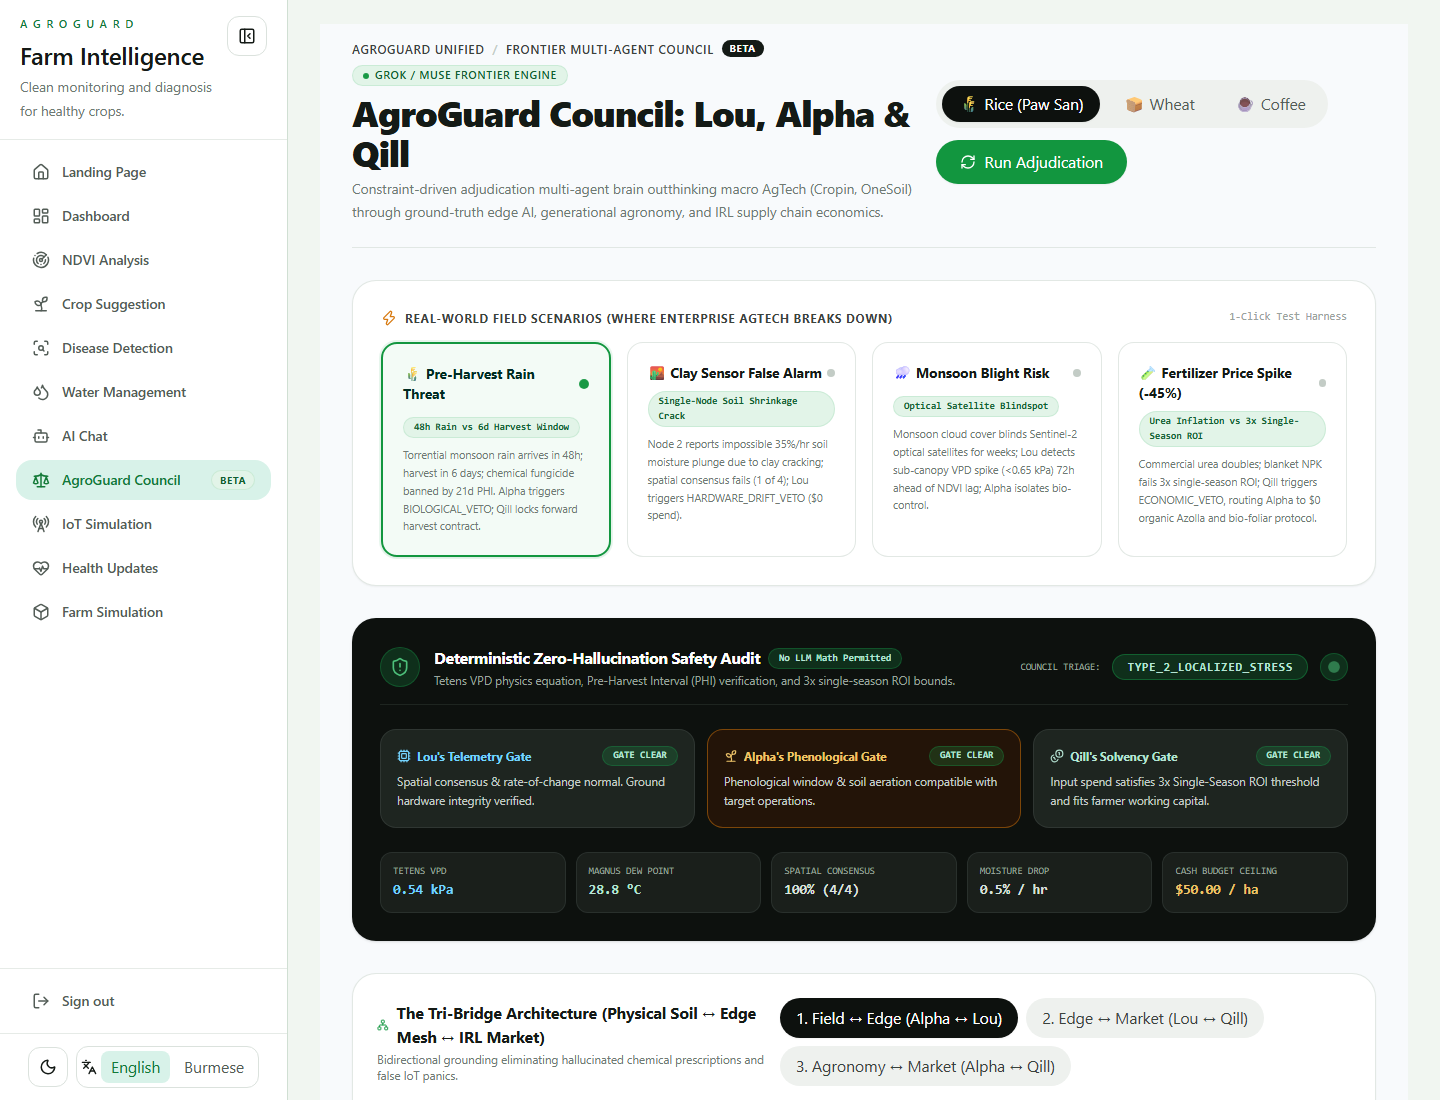 AGROGUARD
Farm Intelligence
Clean monitoring and diagnosis
for healthy crops.
Landing Page
Dashboard
NDVI Analysis
Crop Suggestion
Disease Detection
Water Management
AI Chat
AgroGuard Council BETA
IoT Simulation
Health Updates
Farm Simulation
Sign out
English Burmese
AGROGUARD UNIFIED / FRONTIER MULTI-AGENT COUNCIL BETA
GROK / MUSE FRONTIER ENGINE
AgroGuard Council: Lou, Alpha &
Qill
Constraint-driven adjudication multi-agent brain outthinking macro AgTech (Cropin, OneSoil)
through ground-truth edge AI, generational agronomy, and IRL supply chain economics.
Rice (Paw San) Wheat Coffee
Run Adjudication
REAL-WORLD FIELD SCENARIOS (WHERE ENTERPRISE AGTECH BREAKS DOWN)
1-Click Test Harness
Pre-Harvest Rain
Threat
48h Rain vs 6d Harvest Window
Torrential monsoon rain arrives in 48h;
harvest in 6 days; chemical fungicide
banned by 21d PHI. Alpha triggers
BIOLOGICAL_VETO; Qill locks forward
harvest contract.
Clay Sensor False Alarm
Single-Node Soil Shrinkage
Crack
Node 2 reports impossible 35%/hr soil
moisture plunge due to clay cracking;
spatial consensus fails (1 of 4); Lou
triggers HARDWARE_DRIFT_VETO ($0
spend).
Monsoon Blight Risk
Optical Satellite Blindspot
Monsoon cloud cover blinds Sentinel-2
optical satellites for weeks; Lou detects
sub-canopy VPD spike (<0.65 kPa) 72h
ahead of NDVI lag; Alpha isolates bio-
control.
Fertilizer Price Spike
(-45%)
Urea Inflation vs 3x Single-
Season ROI
Commercial urea doubles; blanket NPK
fails 3x single-season ROI; Qill triggers
ECONOMIC_VETO, routing Alpha to $0
organic Azolla and bio-foliar protocol.
Deterministic Zero-Hallucination Safety Audit No LLM Math Permitted
Tetens VPD physics equation, Pre-Harvest Interval (PHI) verification, and 3x single-season ROI bounds.
COUNCIL TRIAGE: TYPE_2_LOCALIZED_STRESS
Lou's Telemetry Gate GATE CLEAR
Spatial consensus & rate-of-change normal. Ground
hardware integrity verified.
Alpha's Phenological Gate GATE CLEAR
Phenological window & soil aeration compatible with
target operations.
Qill's Solvency Gate GATE CLEAR
Input spend satisfies 3x Single-Season ROI threshold
and fits farmer working capital.
TETENS VPD
0.54 kPa
MAGNUS DEW POINT
28.8 °C
SPATIAL CONSENSUS
100% (4/4)
MOISTURE DROP
0.5% / hr
CASH BUDGET CEILING
$50.00 / ha
The Tri-Bridge Architecture (Physical Soil ↔ Edge
Mesh ↔ IRL Market)
Bidirectional grounding eliminating hallucinated chemical prescriptions and
false IoT panics.
1. Field ↔ Edge (Alpha ↔ Lou)
2. Edge ↔ Market (Lou ↔ Qill)
3. Agronomy ↔ Market (Alpha ↔ Qill)